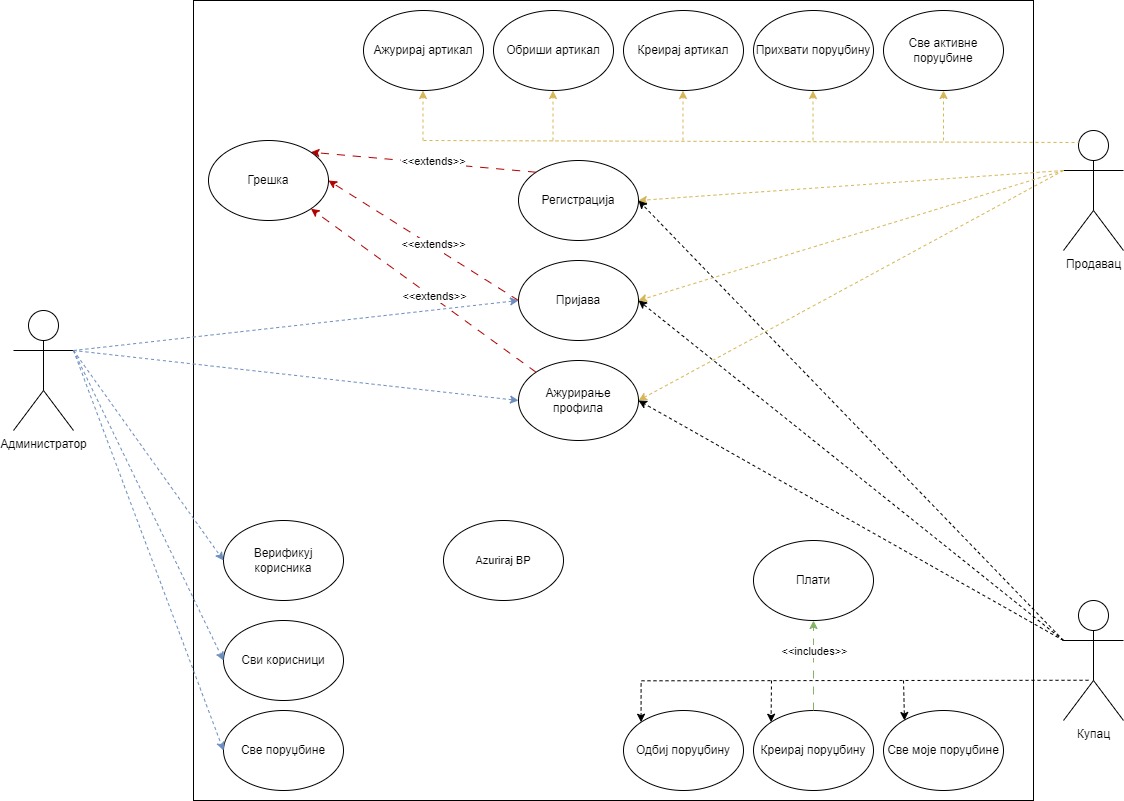 Ажурирај артикал
Обриши артикал
Креирај артикал
Прихвати поруџбину
Све активне
поруџбине
Грешка
<<extends>>
Регистрација
Продавац
<<extends>>
Пријава
<<extends>>
Ажурирање
профила
Администратор
Верификуј
корисника
Azuriraj BP
Плати
<<includes>>
Сви корисници
Све поруџбине
Одбиј поруџбину
Креирај поруџбину
Све моје поруџбине
Купац